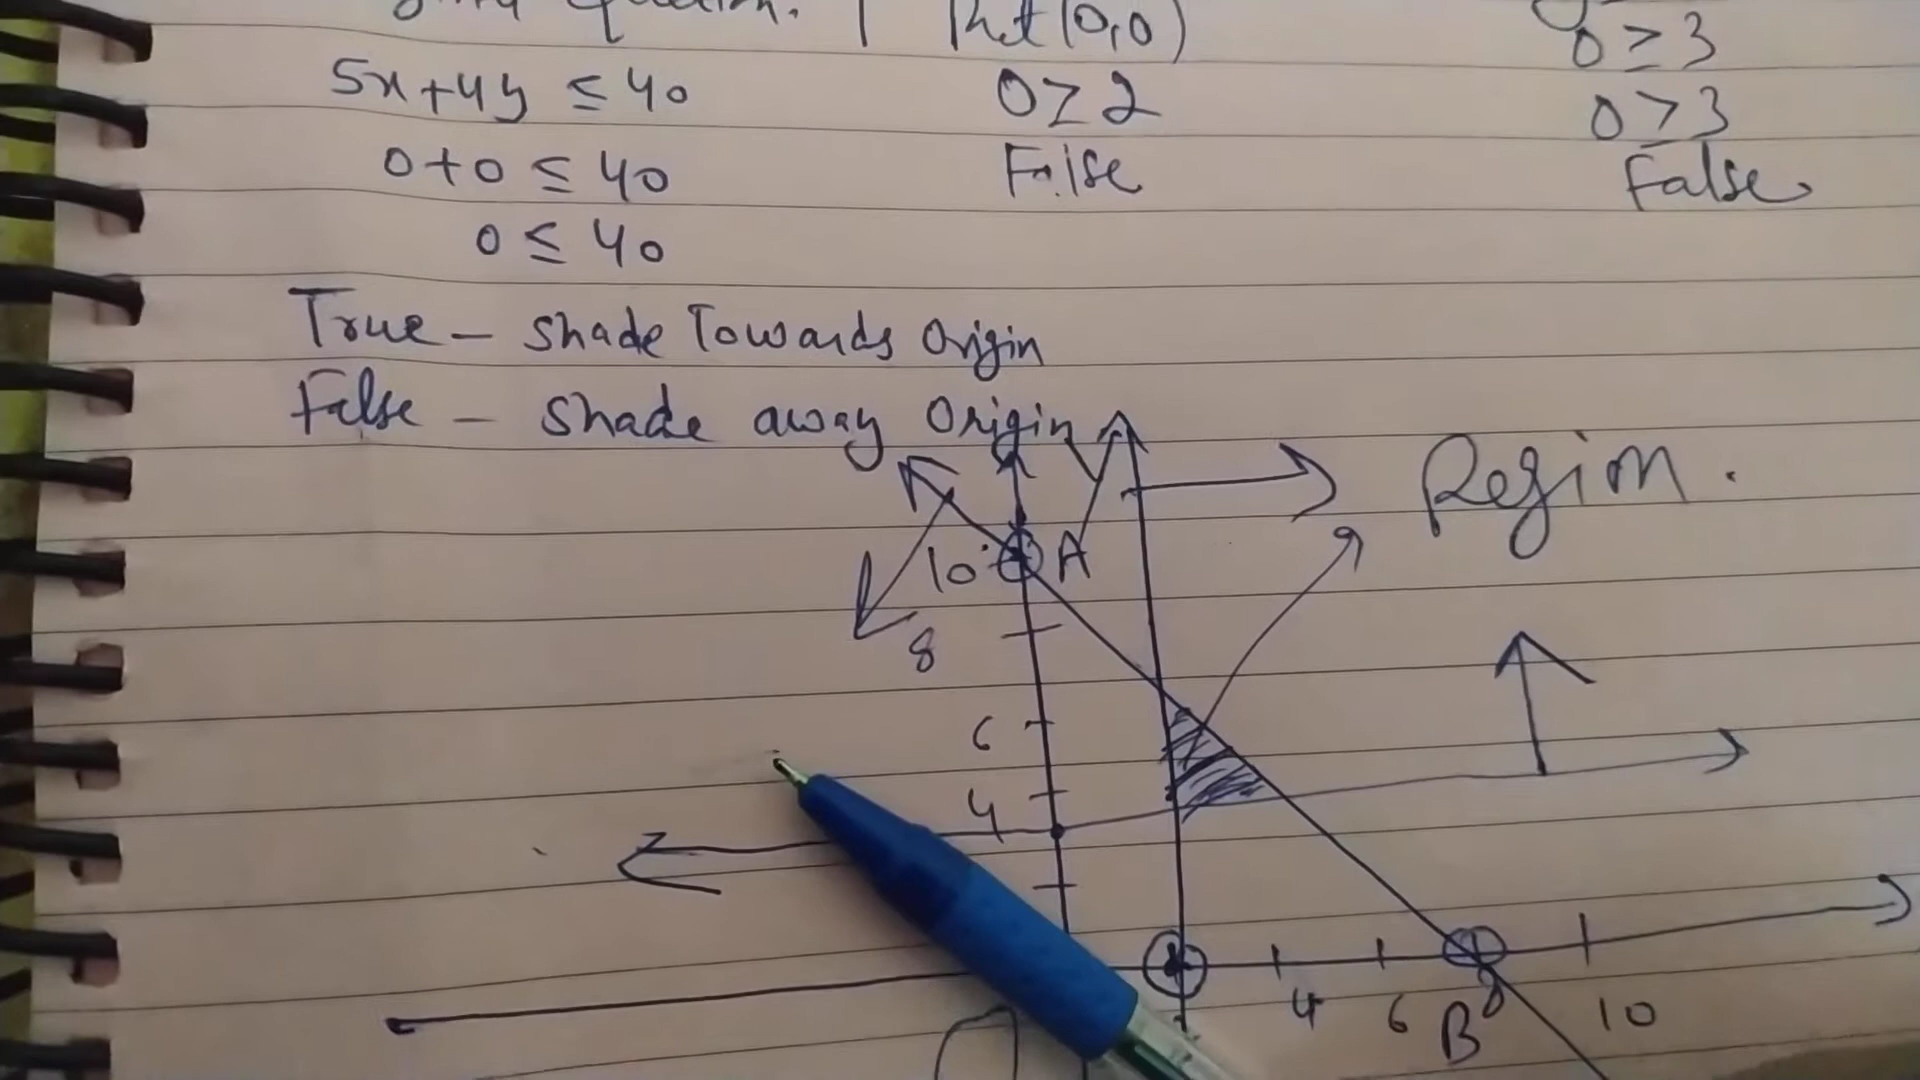 Put (0,0)
0 ≥ 3
5x+4y ≤ 40
0 ≥ 2
0 ≥ 3
0+0 ≤ 40
False
False
0 ≤ 40
True - Shade Towards Origin
False - Shade away Origin
Region.
10 A
8
6
4
4 6 8 10
B